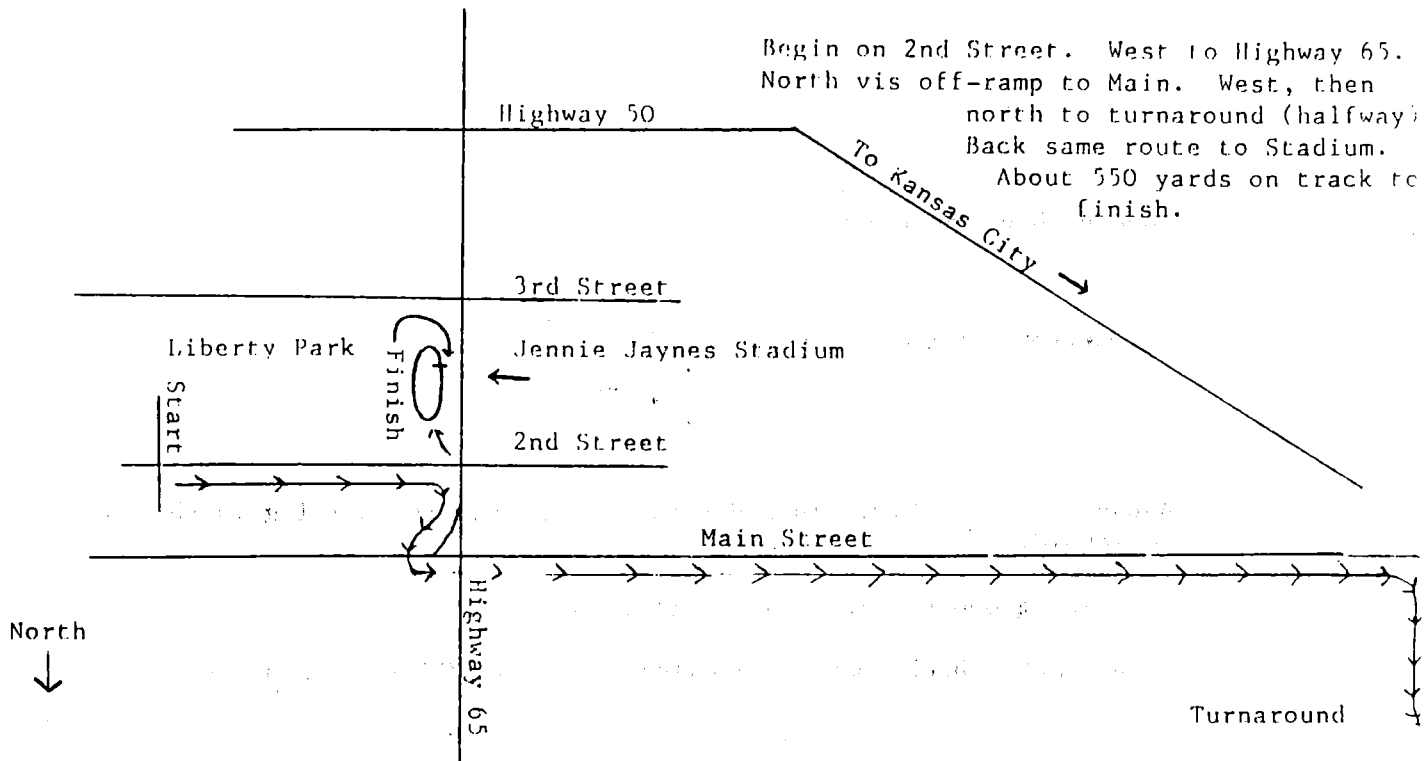 Begin on 2nd Street. West to Highway 65.
North vis off-ramp to Main. West, then
north to turnaround (halfway)
Back same route to Stadium.
About 550 yards on track to
finish.
Highway 50
To Kansas City
3rd Street
Liberty Park
Finish
Jennie Jaynes Stadium
Start
2nd Street
Main Street
North
Highway 65
Turnaround